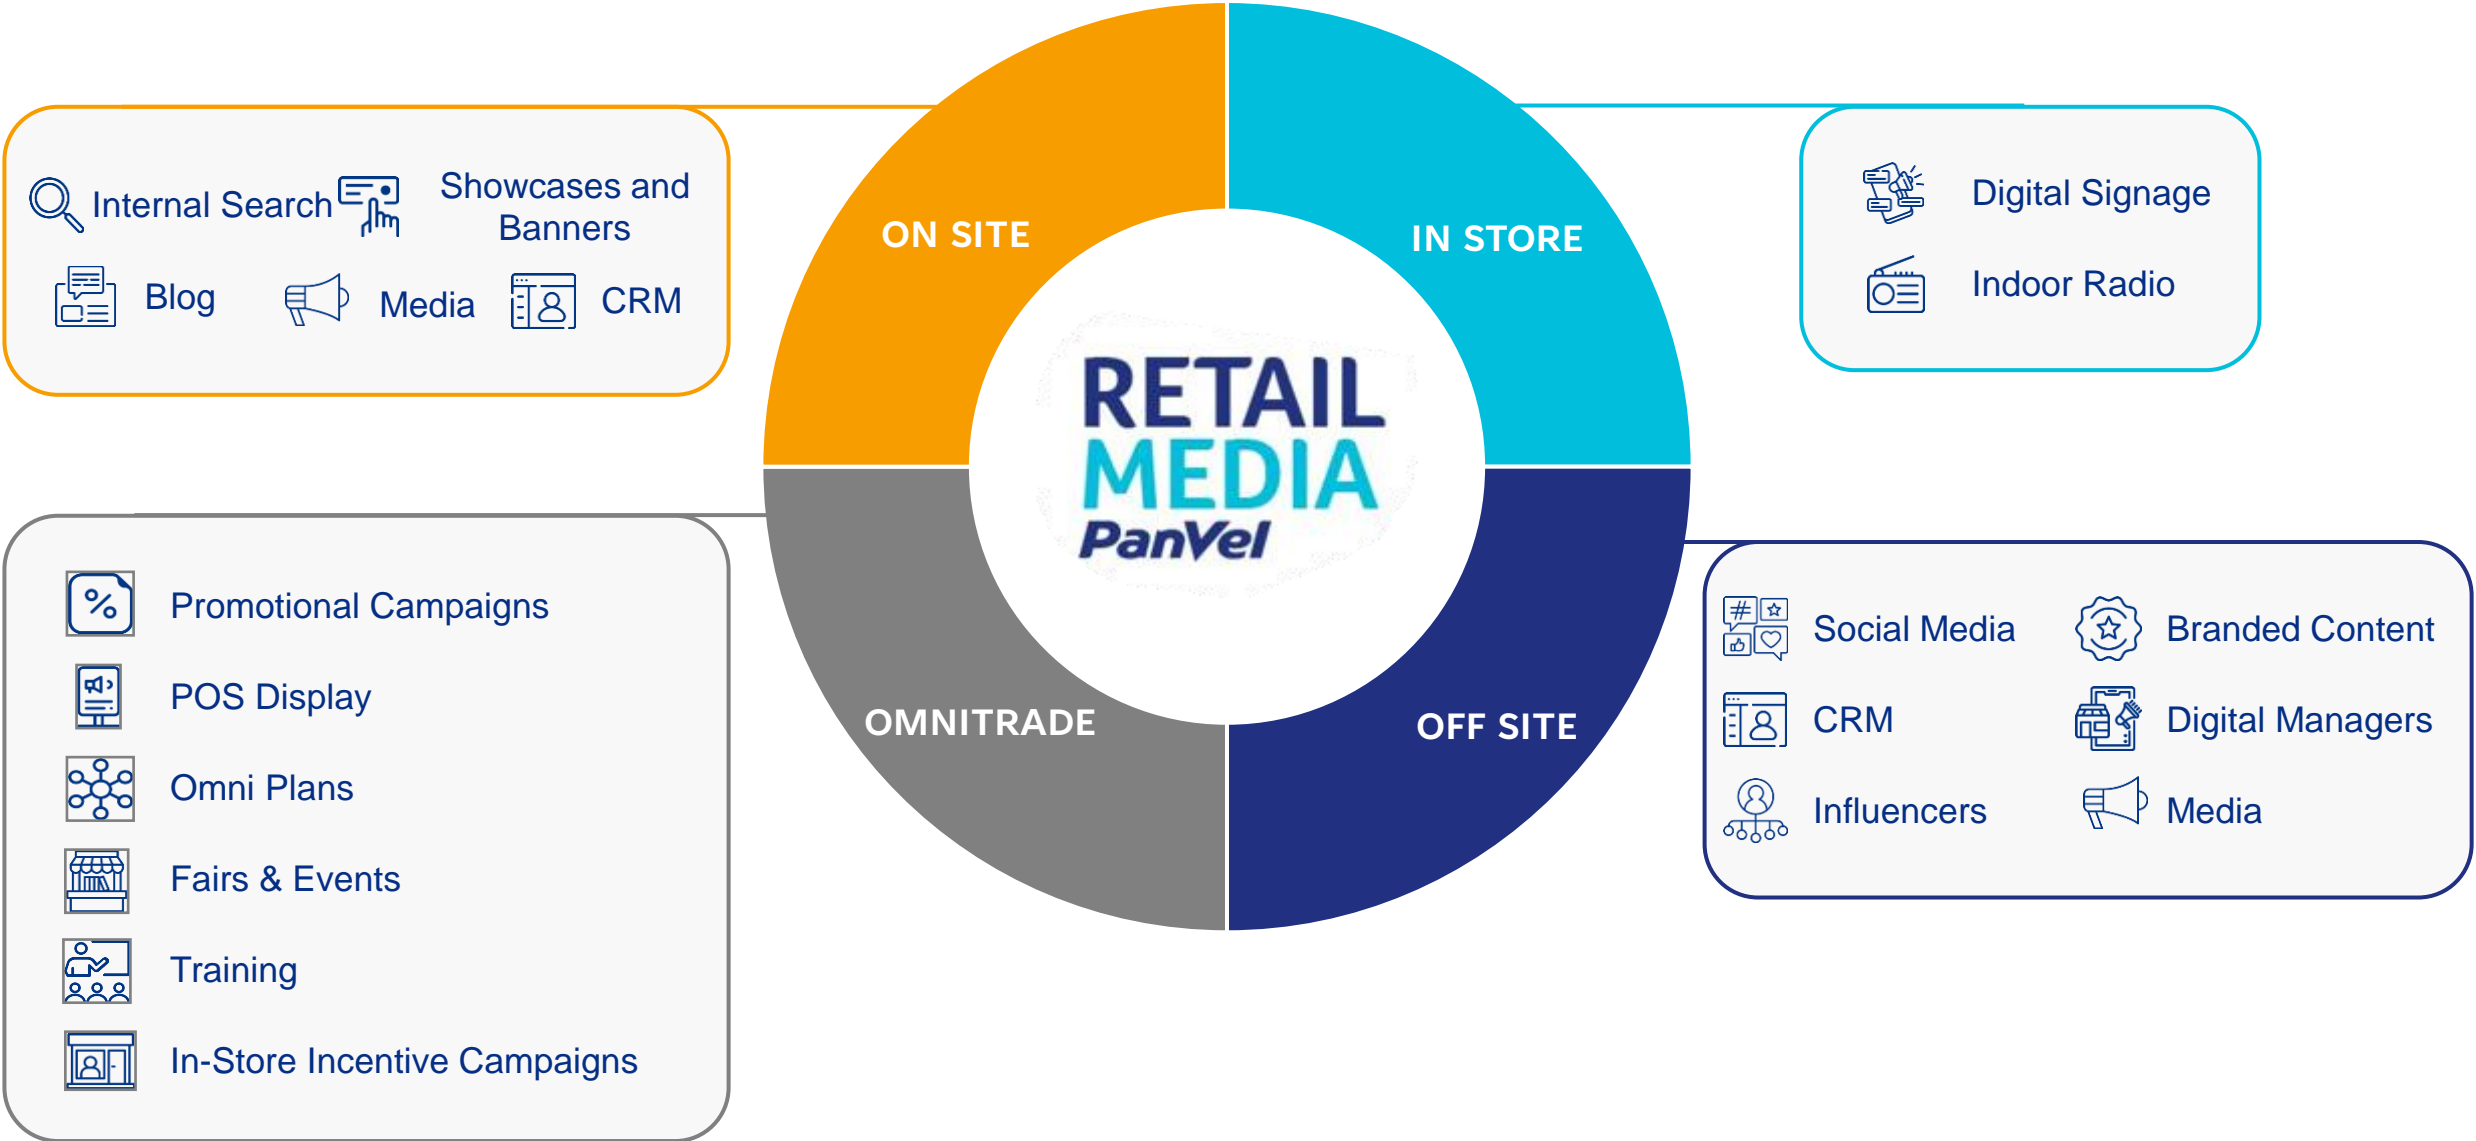 Internal Search
Showcases and
Banners
Blog
Media
CRM
ON SITE
IN STORE
Digital Signage
Indoor Radio
RETAIL
MEDIA
PanVel
OMNITRADE
OFF SITE
Promotional Campaigns
POS Display
Omni Plans
Fairs & Events
Training
In-Store Incentive Campaigns
Social Media
Branded Content
CRM
Digital Managers
Influencers
Media